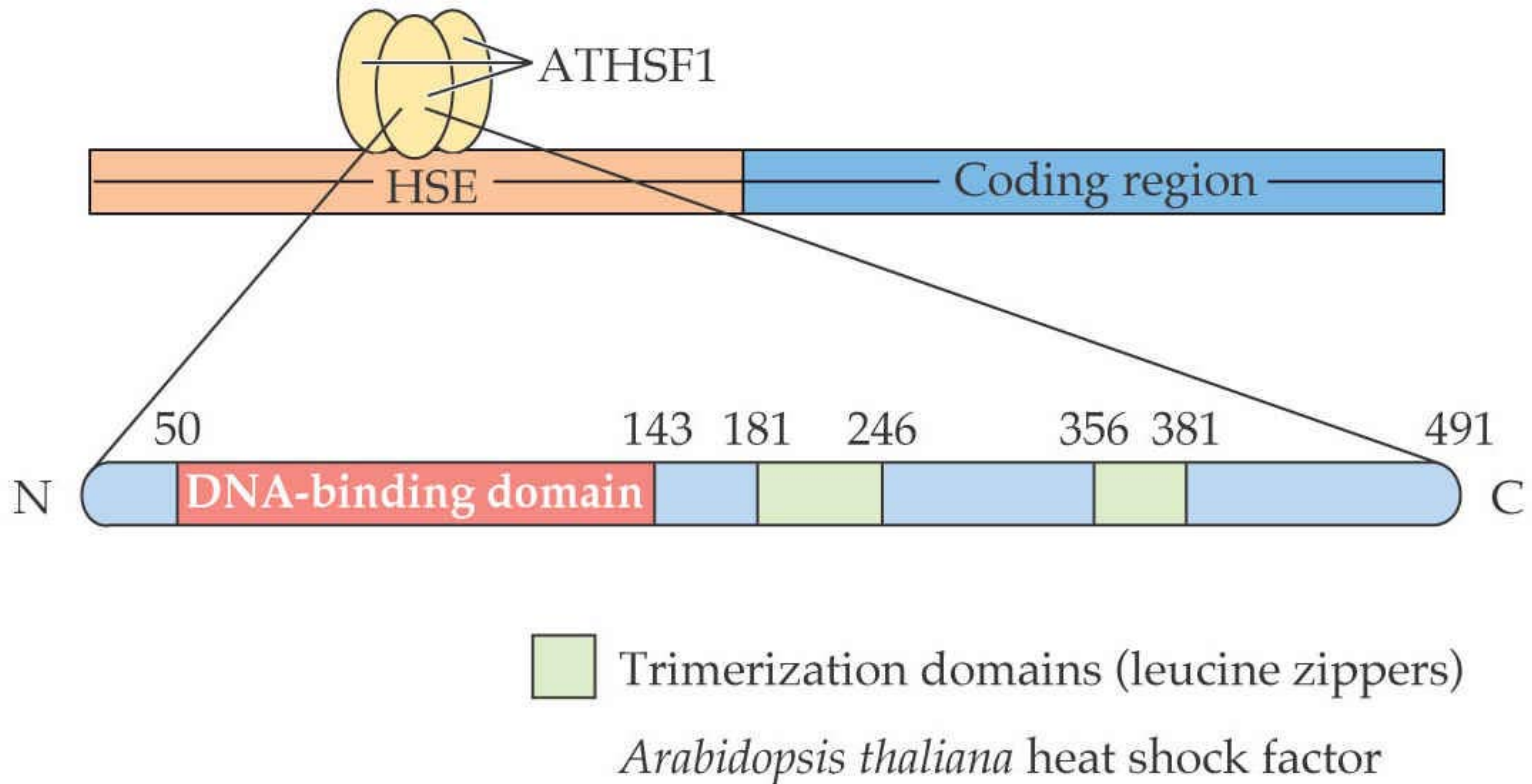 ATHSF1
HSE
Coding region
50 143 181 246 356 381 491
N DNA-binding domain C
Trimerization domains (leucine zippers)
Arabidopsis thaliana heat shock factor